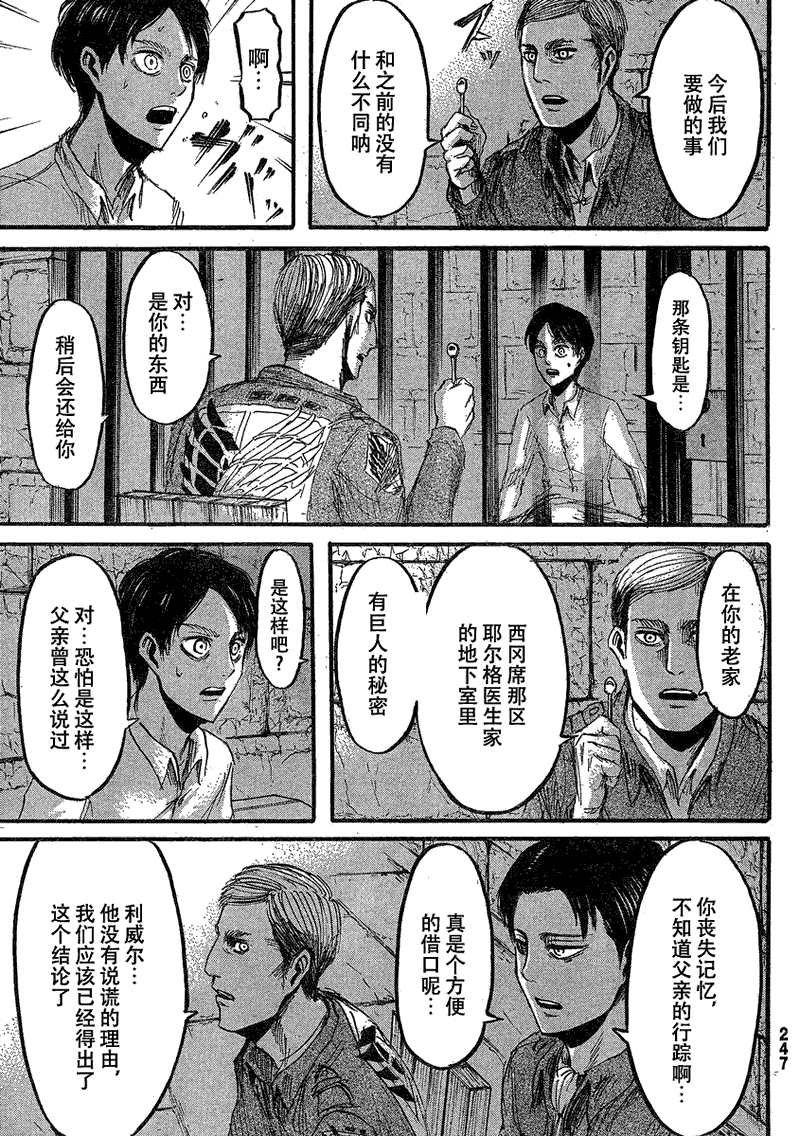 今后我们
要做的事
和之前的没有
什么不同呐
啊…
那条钥匙是…
对…
是你的东西
稍后会还给你
在你的老家
西冈席那区
耶尔格医生家
的地下室里
有巨人的秘密
是这样吧？
对…恐怕是这样…
父亲曾这么说过
你丧失记忆，
不知道父亲的行踪啊…
真是个方便
的借口呢…
利威尔…
他没有说谎的理由，
我们应该已经得出了
这个结论了
247